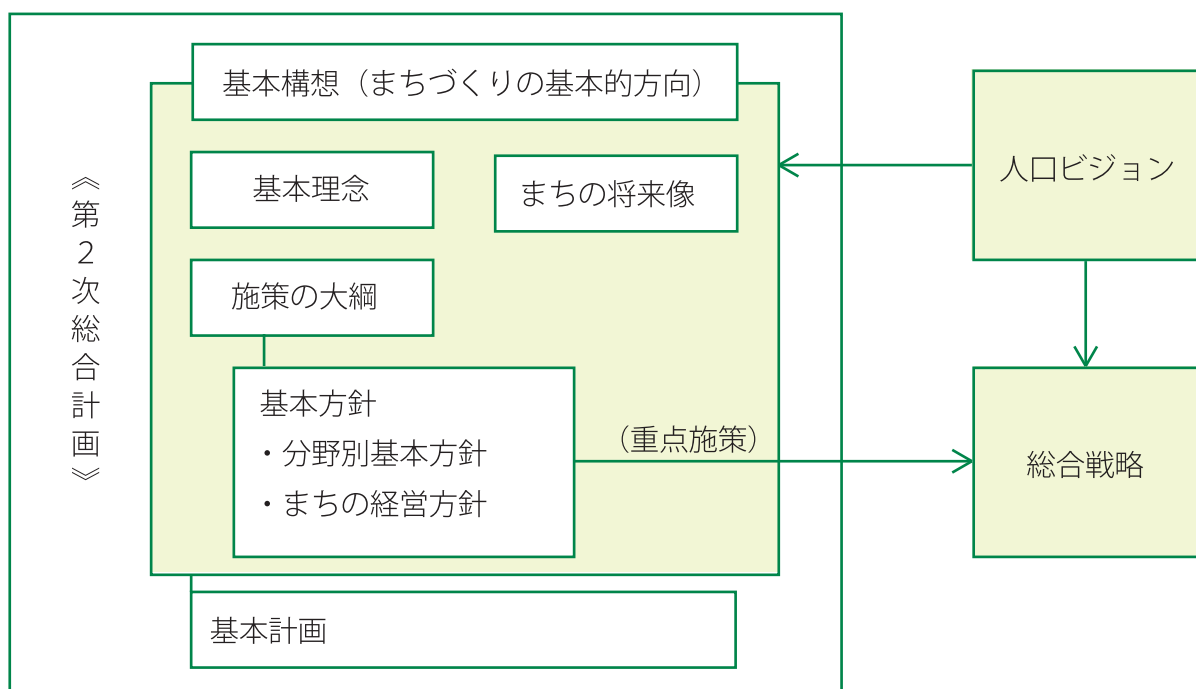 《第２次総合計画》
基本構想（まちづくりの基本的方向）
基本理念
まちの将来像
施策の大綱
基本方針
・分野別基本方針
・まちの経営方針
（重点施策）
基本計画
人口ビジョン
総合戦略